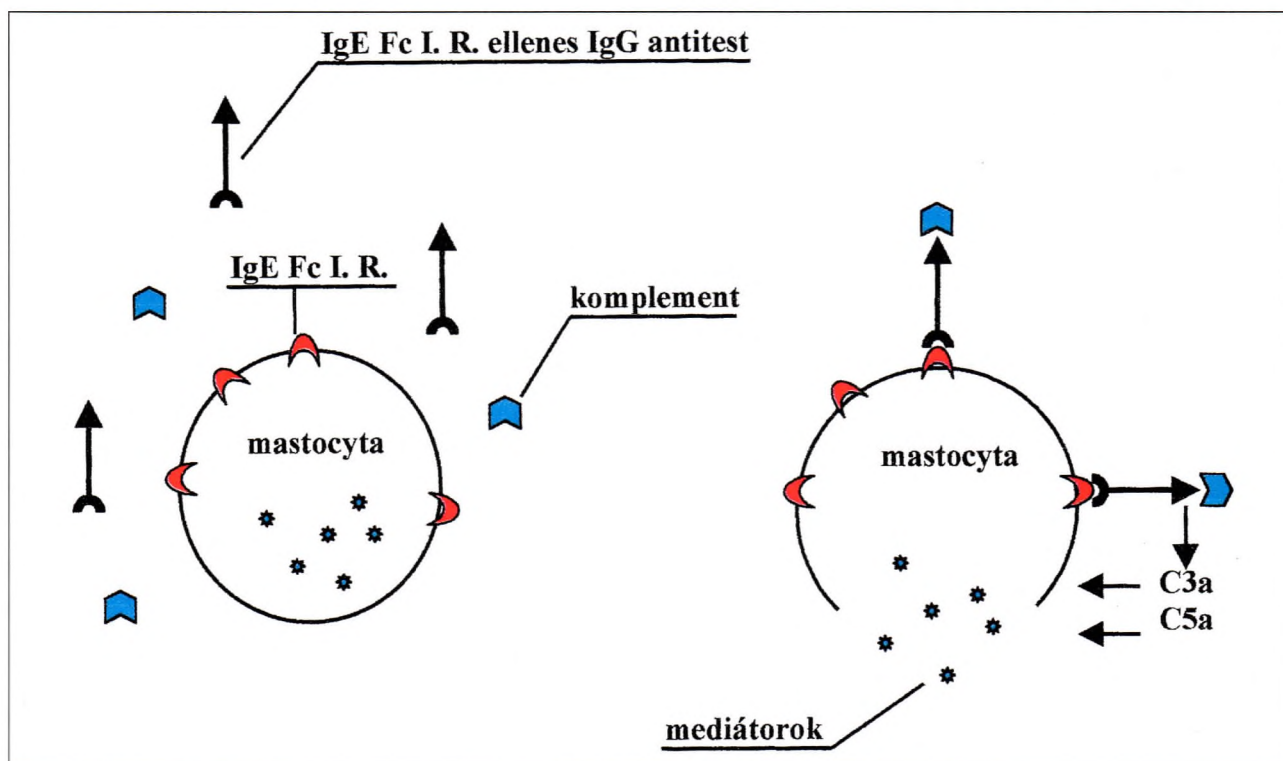 IgE Fc I. R. ellenes IgG antitest
IgE Fc I. R.
komplement
mastocyta
mastocyta
C3a
C5a
mediátorok